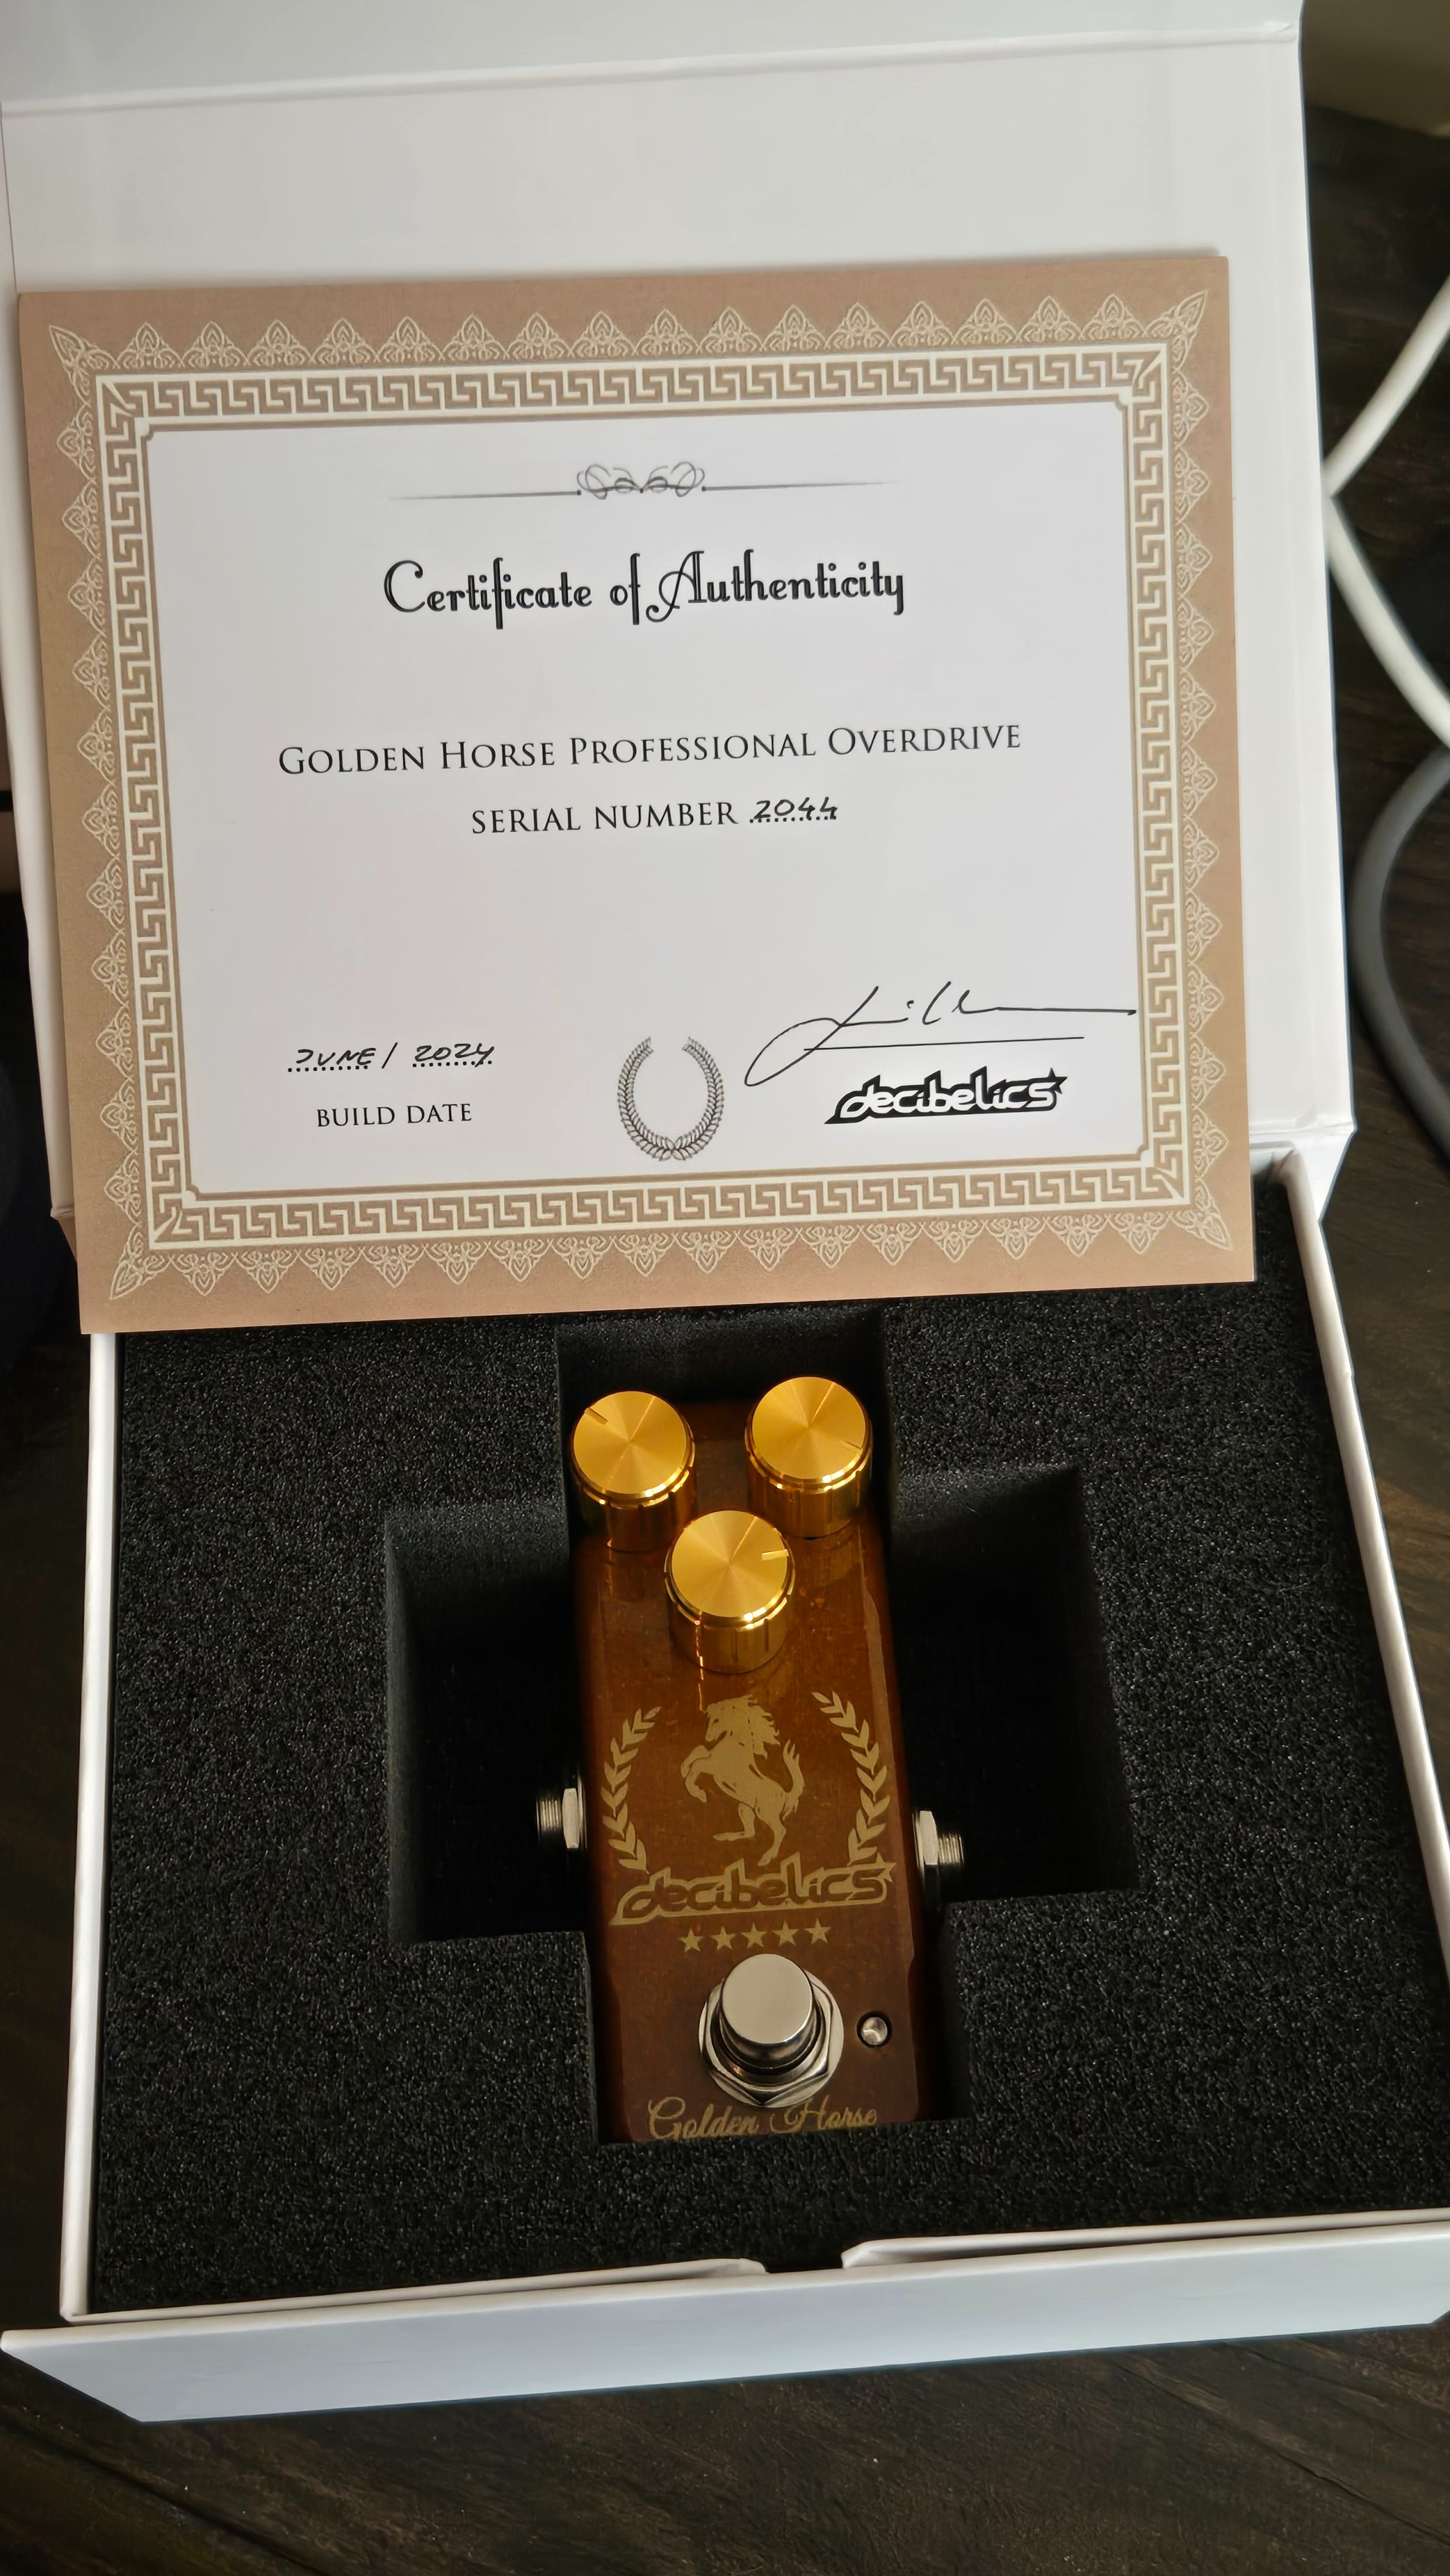 Certificate of Authenticity
GOLDEN HORSE PROFESSIONAL OVERDRIVE
SERIAL NUMBER 2044
JUNE / 2024
BUILD DATE
decibelics
decibelics
Golden Horse